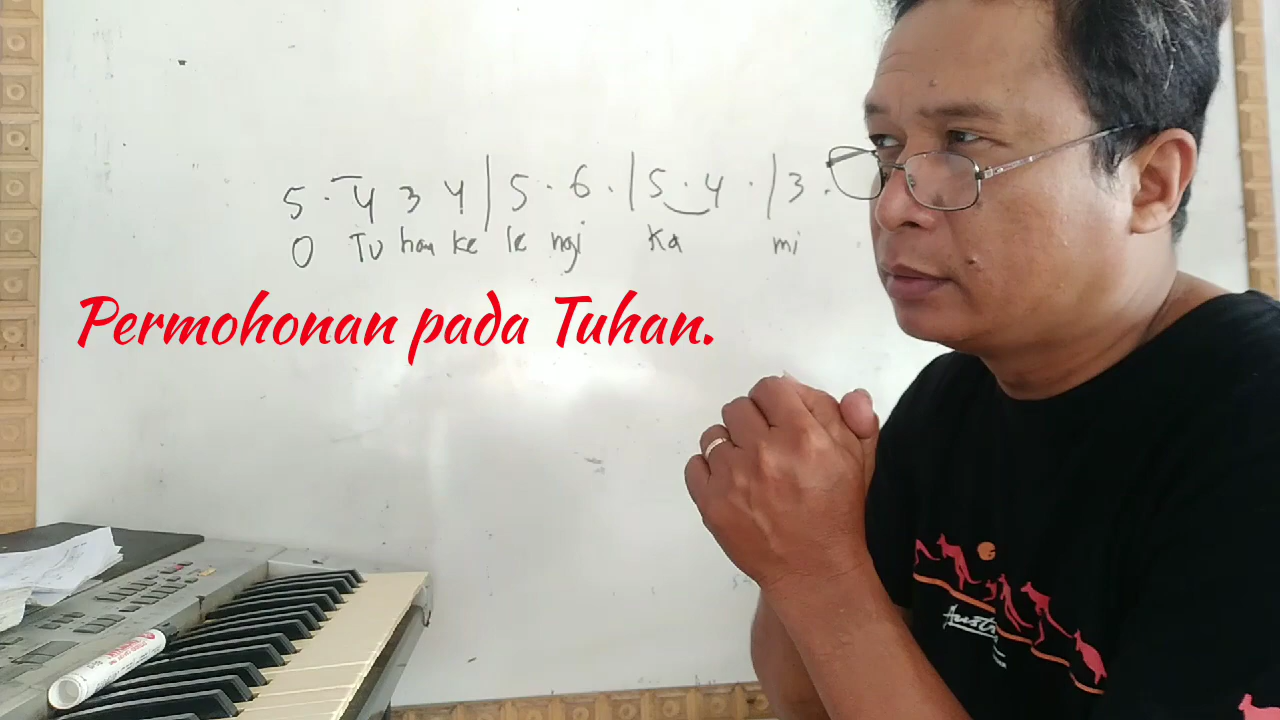 5 . 4 3 4 | 5 . 6 . | 5 . 4 . | 3 .
O Tu han ke le ngi Ka mi
Permohonan pada Tuhan.